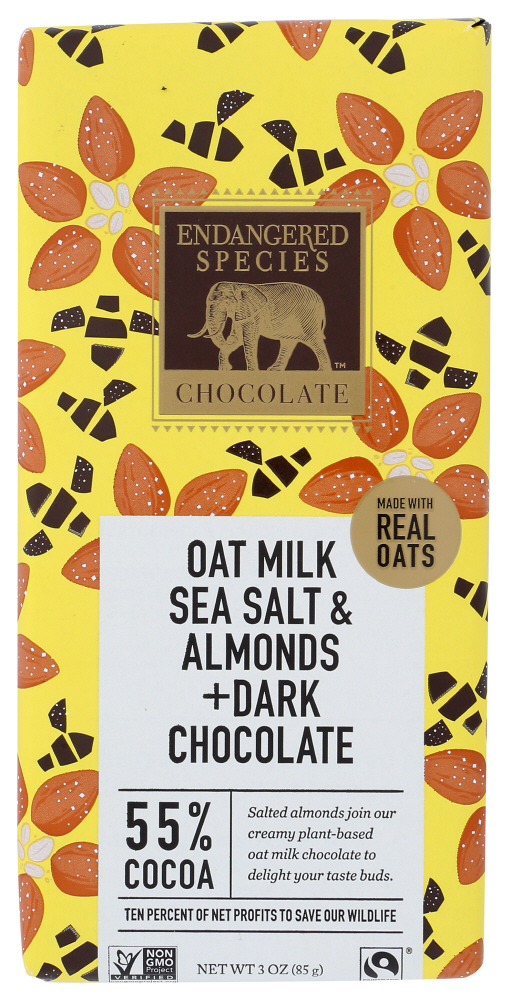 ENDANGERED
SPECIES
TM
CHOCOLATE
MADE WITH
REAL
OATS
OAT MILK
SEA SALT &
ALMONDS
+DARK
CHOCOLATE
55%
COCOA
Salted almonds join our
creamy plant-based
oat milk chocolate to
delight your taste buds.
TEN PERCENT OF NET PROFITS TO SAVE OUR WILDLIFE
NON
GMO
Project
VERIFIED
NET WT 3 OZ (85 g)
®